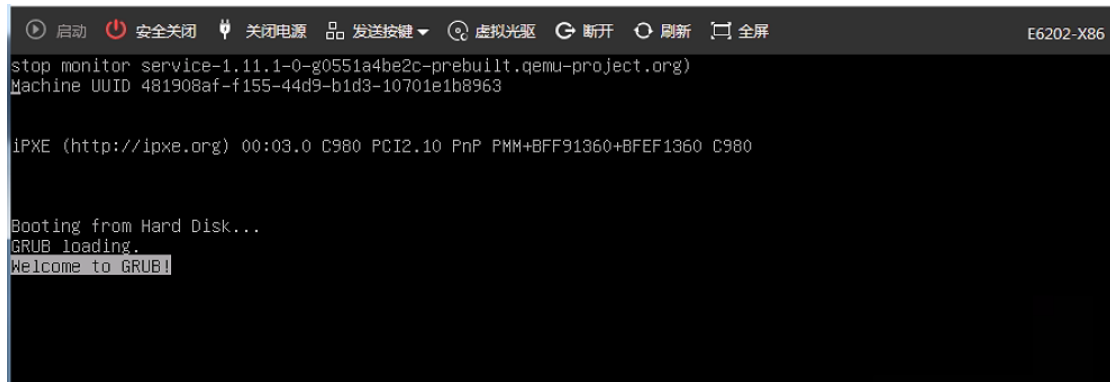 启动 安全关闭 关闭电源 发送按键 虚拟光驱 断开 刷新 全屏 E6202-X86
stop monitor service-1.11.1-0-g0551a4be2c-prebuilt.qemu-project.org)
Machine UUID 481908af-f155-44d9-b1d3-10701e1b8963
iPXE (http://ipxe.org) 00:03.0 C980 PCI2.10 PnP PMM+BFF91360+BFEF1360 C980
Booting from Hard Disk...
GRUB loading.
Welcome to GRUB!